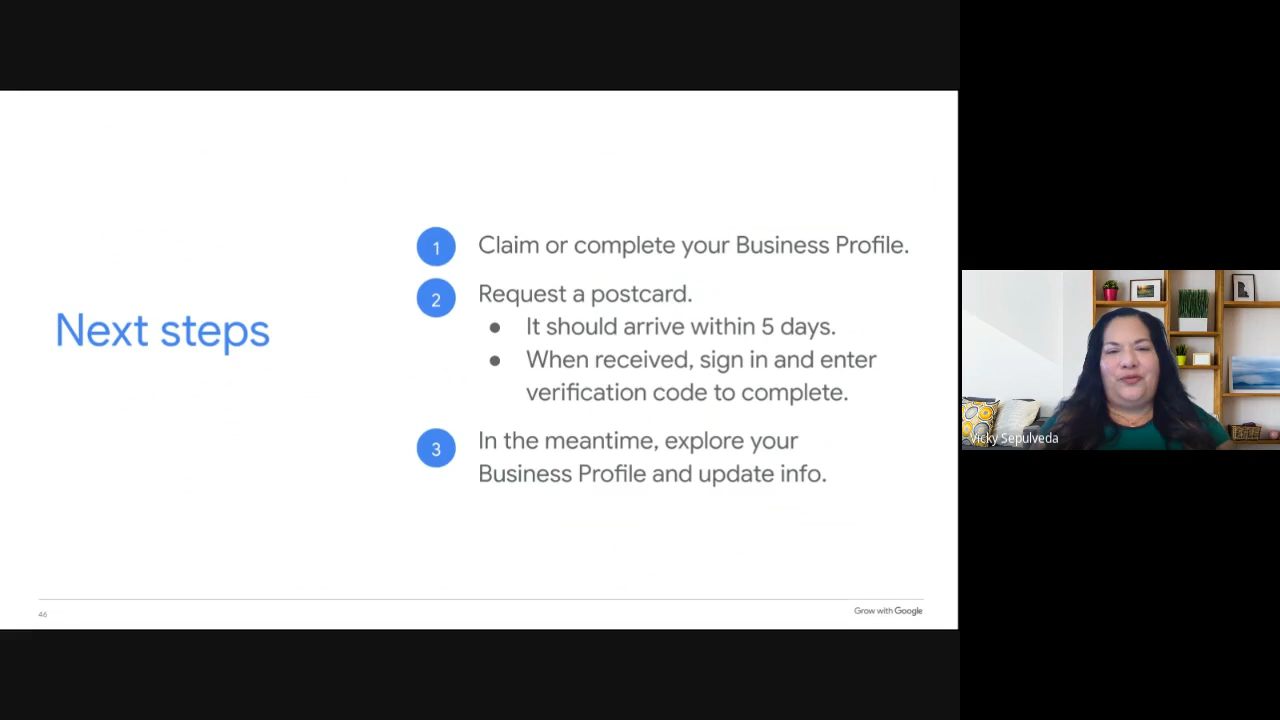 Next steps
1 Claim or complete your Business Profile.
2 Request a postcard.
● It should arrive within 5 days.
● When received, sign in and enter
verification code to complete.
3 In the meantime, explore your
Business Profile and update info.
46
Grow with Google
Vicky Sepulveda